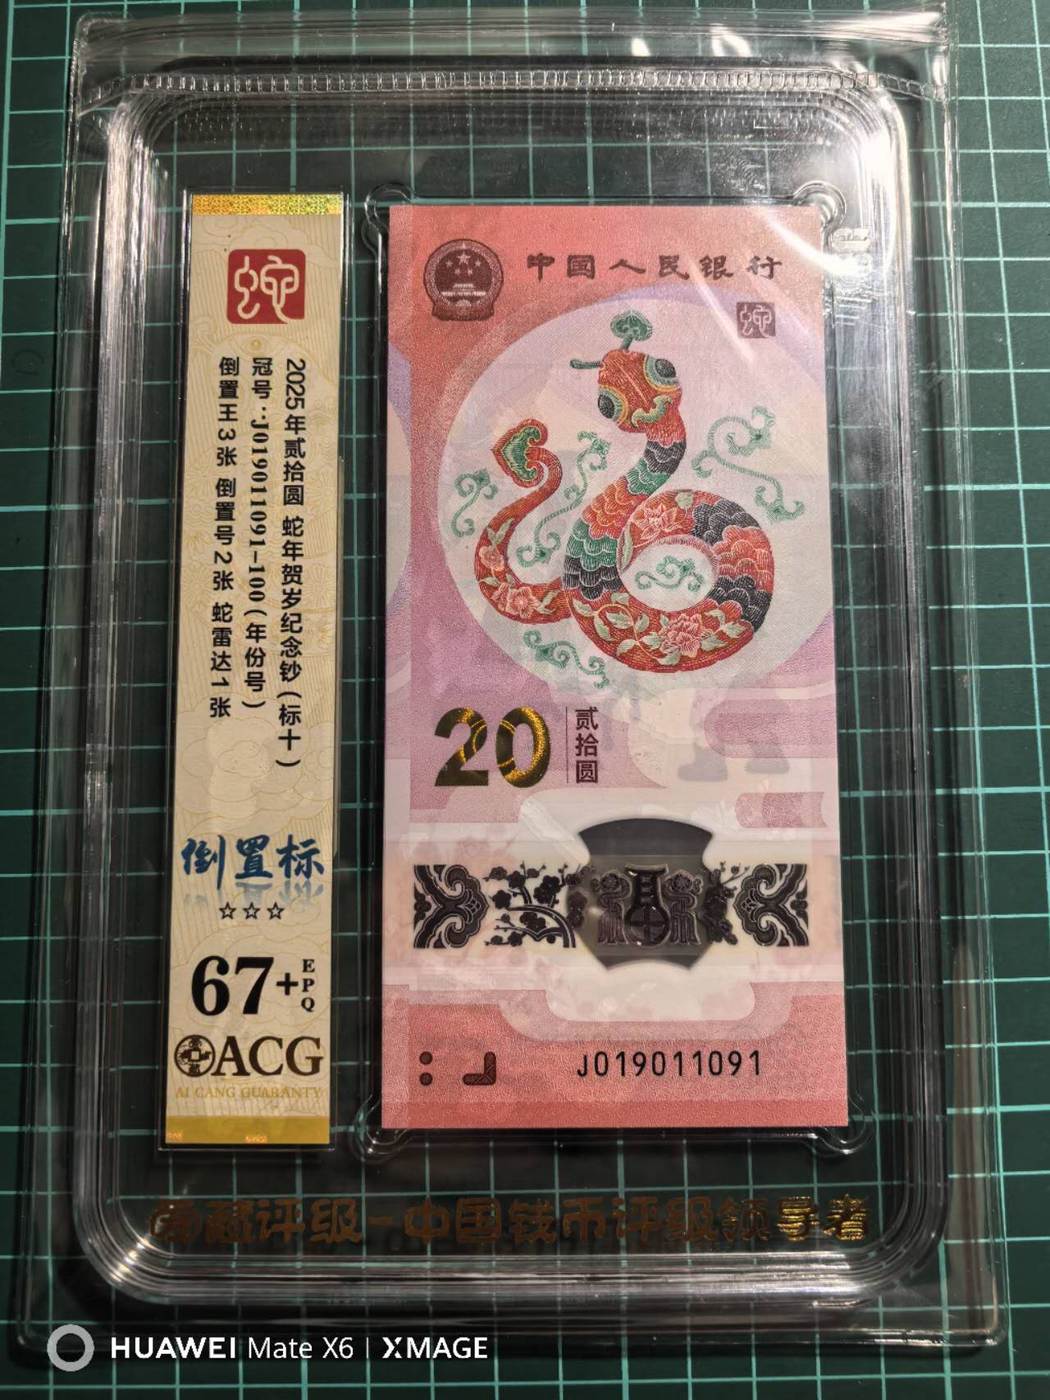 蛇
2025年贰拾圆 蛇年贺岁纪念钞(标十)
冠号:J019011091-100(年份号)
倒置王3张 倒置号2张 蛇雷达1张
倒置标
☆☆☆
67+
EPQ
ACG
AI CANG GUARANTY
中国人民银行
蛇
20
贰拾圆
J019011091
爱藏评级-中国钱币评级领导者
HUAWEI Mate X6 | XMAGE